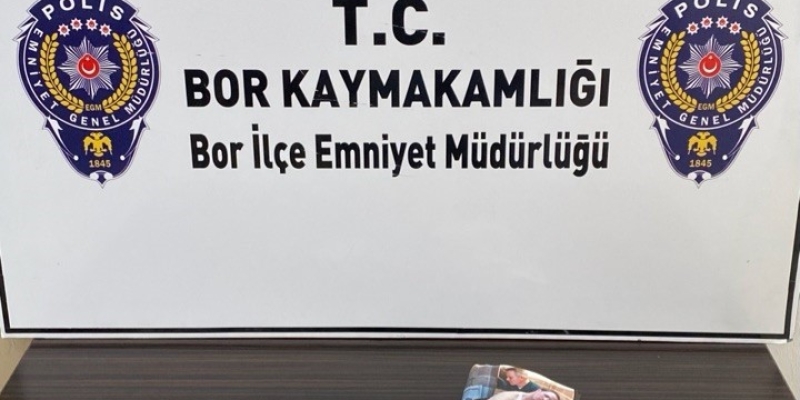 T.C.
BOR KAYMAKAMLIĞI
Bor İlçe Emniyet Müdürlüğü
POLİS
EMNİYET GENEL MÜDÜRLÜĞÜ
EGM
1845
POLİS
EMNİYET GENEL MÜDÜRLÜĞÜ
EGM
1845